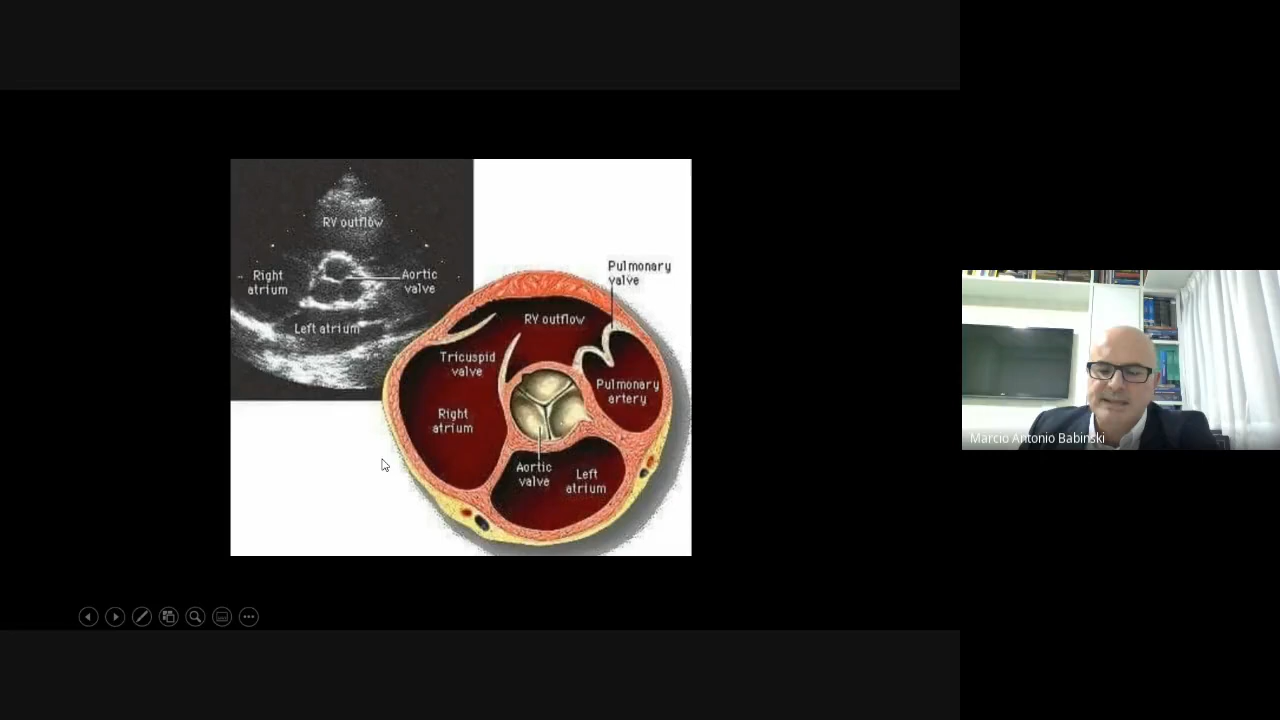 RV outflow
Right
atrium
Aortic
valve
Left atrium
Pulmonary
valve
RV outflow
Tricuspid
valve
Pulmonary
artery
Right
atrium
Aortic
valve
Left
atrium
Marcio Antonio Babinski